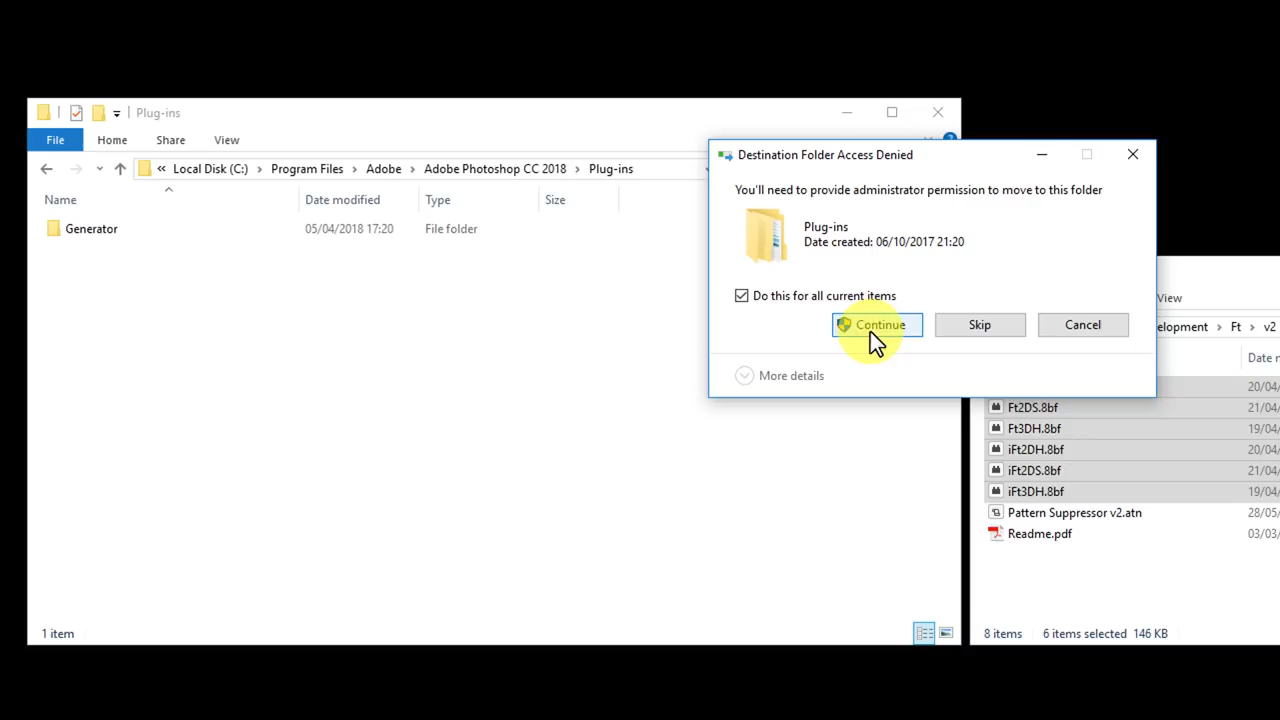 Plug-ins
File Home Share View
« Local Disk (C:) > Program Files > Adobe > Adobe Photoshop CC 2018 > Plug-ins
Name Date modified Type Size
Generator 05/04/2018 17:20 File folder
1 item
Destination Folder Access Denied
You'll need to provide administrator permission to move to this folder
Plug-ins
Date created: 06/10/2017 21:20
Do this for all current items
Continue Skip Cancel
More details
View
elopment > Ft > v2
Date
20/04/
Ft2DS.8bf 21/04/
Ft3DH.8bf 19/04/
iFt2DH.8bf 20/04/
iFt2DS.8bf 21/04/
iFt3DH.8bf 19/04/
Pattern Suppressor v2.atn 28/05/
Readme.pdf 03/03/
8 items 6 items selected 146 KB